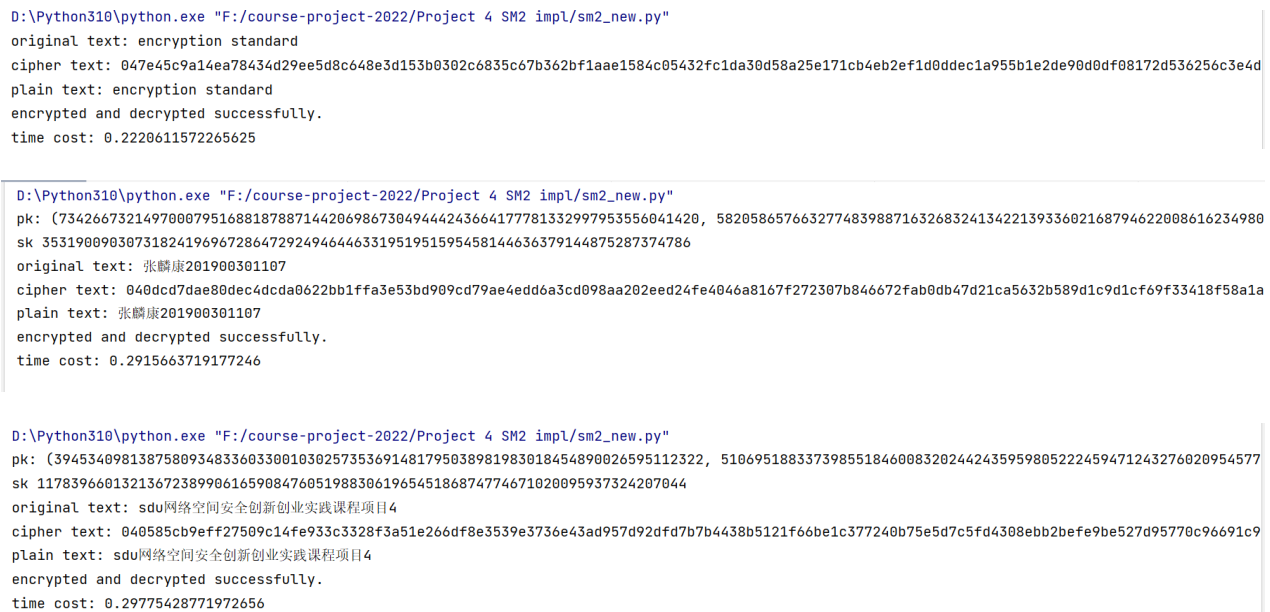 D:\Python310\python.exe "F:/course-project-2022/Project 4 SM2 impl/sm2_new.py"
original text: encryption standard
cipher text: 047e45c9a14ea78434d29ee5d8c648e3d153b0302c6835c67b362bf1aae1584c05432fc1da30d58a25e171cb4eb2ef1d0ddec1a955b1e2de90d0df08172d536256c3e4d
plain text: encryption standard
encrypted and decrypted successfully.
time cost: 0.2220611572265625
D:\Python310\python.exe "F:/course-project-2022/Project 4 SM2 impl/sm2_new.py"
pk: (73426673214970007951688187887144206986730494442436641777813329979535560414​20, 58205865766327748398871632683241342213933602168794622008616234980
sk 35319009030731824196967286472924946446331951951595458144636379144875287374786
original text: 张麟康201900301107
cipher text: 040dcd7dae80dec4dcda0622bb1ffa3e53bd909cd79ae4edd6a3cd098aa202eed24fe4046a8167f272307b846672fab0db47d21ca5632b589d1c9d1cf69f33418f58a1a
plain text: 张麟康201900301107
encrypted and decrypted successfully.
time cost: 0.2915663719177246
D:\Python310\python.exe "F:/course-project-2022/Project 4 SM2 impl/sm2_new.py"
pk: (39453409813875809348336033001030257353691481795038981983018454890026595112322, 51069518833739855184600832024424359598052224594712432760209545​77
sk 11783966013213672389906165908476051988306196545186874774671020095937324207044
original text: sdu网络空间安全创新创业实践课程项目4
cipher text: 040585cb9eff27509c14fe933c3328f3a51e266df8e3539e3736e43ad957d92dfd7b7b4438b5121f66be1c377240b75e5d7c5fd4308ebb2befe9be527d95770c96691c9
plain text: sdu网络空间安全创新创业实践课程项目4
encrypted and decrypted successfully.
time cost: 0.29775428771972656